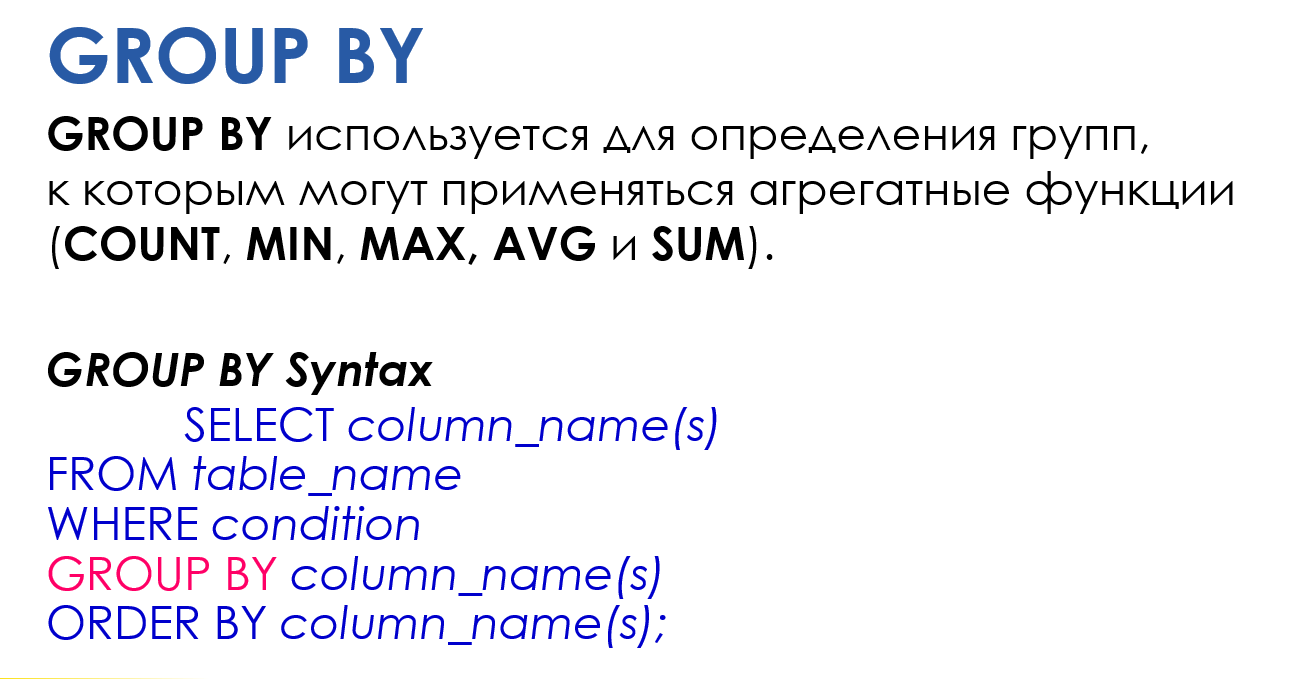 GROUP BY
GROUP BY используется для определения групп,
к которым могут применяться агрегатные функции
(COUNT, MIN, MAX, AVG и SUM).
GROUP BY Syntax
SELECT column_name(s)
FROM table_name
WHERE condition
GROUP BY column_name(s)
ORDER BY column_name(s);